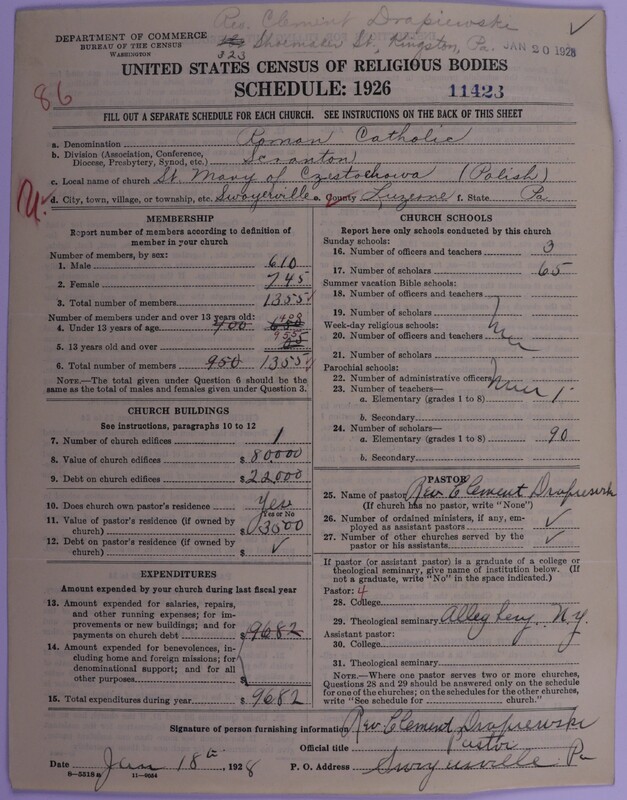 Rev. Clement Drapiewski
DEPARTMENT OF COMMERCE
BUREAU OF THE CENSUS
WASHINGTON
323 Shoemaker St. Kingston, Pa. JAN 20 1928
UNITED STATES CENSUS OF RELIGIOUS BODIES
SCHEDULE: 1926
86
11423
FILL OUT A SEPARATE SCHEDULE FOR EACH CHURCH. SEE INSTRUCTIONS ON THE BACK OF THIS SHEET
a. Denomination Roman Catholic
b. Division (Association, Conference, Diocese, Presbytery, Synod, etc.) Scranton
c. Local name of church St. Mary of Czestochowa (Polish)
d. City, town, village, or township, etc. Swoyerville e. County Luzerne f. State Pa
MEMBERSHIP
Report number of members according to definition of member in your church
Number of members, by sex:
1. Male 610
2. Female 745
3. Total number of members 1355
Number of members under and over 13 years old:
4. Under 13 years of age 400
5. 13 years old and over 955
6. Total number of members 950 1355
NOTE.—The total given under Question 6 should be the same as the total of males and females given under Question 3.
CHURCH BUILDINGS
See instructions, paragraphs 10 to 12
7. Number of church edifices 1
8. Value of church edifices $80000
9. Debt on church edifices $22000
10. Does church own pastor's residence? Yes
Yes or No
11. Value of pastor's residence (if owned by church)
12. Debt on pastor's residence (if owned by church) $ ✓
EXPENDITURES
Amount expended by your church during last fiscal year
13. Amount expended for salaries, repairs, and other running expenses; for improvements or new buildings; and for payments on church debt $9682
14. Amount expended for benevolences, including home and foreign missions; for denominational support; and for all other purposes $
15. Total expenditures during year $9682
CHURCH SCHOOLS
Report here only schools conducted by this church
Sunday schools:
16. Number of officers and teachers 3
17. Number of scholars 65
Summer vacation Bible schools:
18. Number of officers and teachers
19. Number of scholars
Week-day religious schools:
20. Number of officers and teachers
21. Number of scholars
Parochial schools:
22. Number of administrative officers
23. Number of teachers—
a. Elementary (grades 1 to 8) 1
b. Secondary
24. Number of scholars—
a. Elementary (grades 1 to 8) 90
b. Secondary
PASTOR
25. Name of pastor Rev. Clement Drapiewski
(If church has no pastor, write "None")
26. Number of ordained ministers, if any, employed as assistant pastors ✓
27. Number of other churches served by the pastor or his assistants ✓
If pastor (or assistant pastor) is a graduate of a college or theological seminary, give name of institution below. (If not a graduate, write "No" in the space indicated.)
Pastor: 4
28. College
29. Theological seminary Allegheny. N.Y.
Assistant pastor:
30. College
31. Theological seminary
NOTE.—Where one pastor serves two or more churches, Questions 28 and 29 should be answered only on the schedule for one of the churches; on the schedules for the other churches, write "See schedule for church."
Signature of person furnishing information Rev. Clement Drapiewski
Official title Pastor
Date Jan 18th, 1928 P. O. Address Swoyerville Pa
8—5518a 11—9024